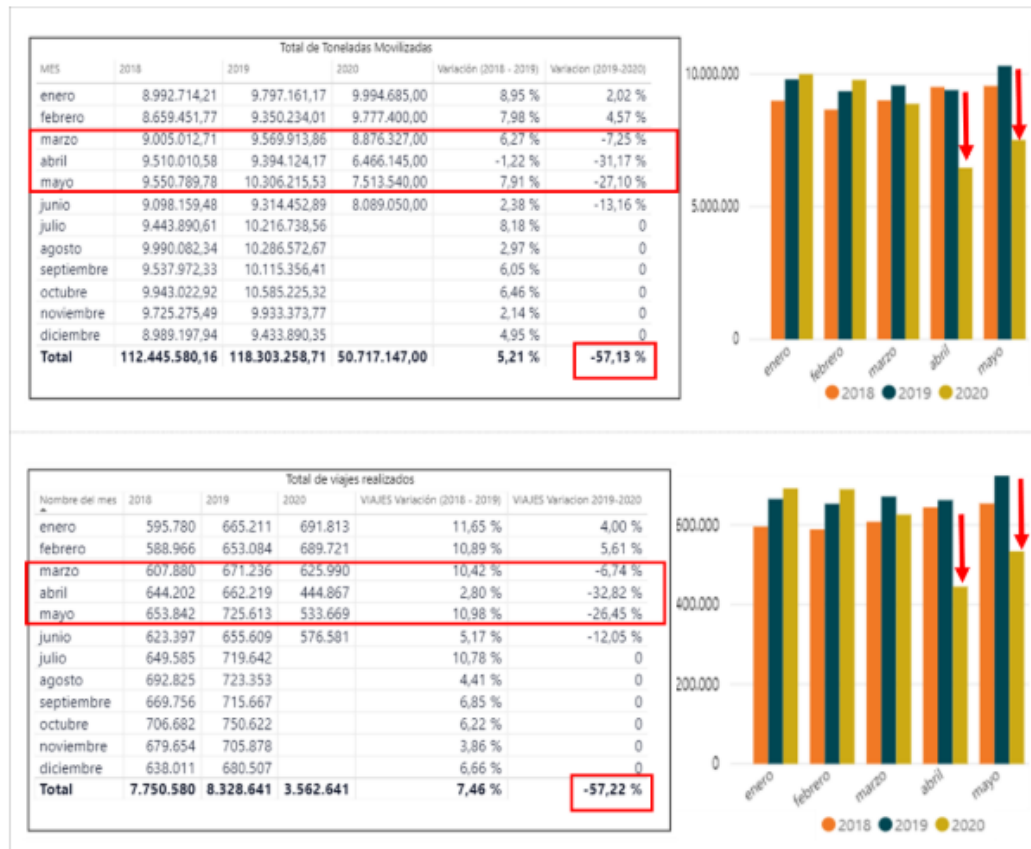 Total de Toneladas Movilizadas
MES 2018 2019 2020 Variación (2018 - 2019) Variacion (2019-2020)
enero 8.992.714,21 9.797.161,17 9.994.685,00 8,95 % 2,02 %
febrero 8.659.451,77 9.350.234,01 9.777.400,00 7,98 % 4,57 %
marzo 9.005.012,71 9.569.913,86 8.876.327,00 6,27 % -7,25 %
abril 9.510.010,58 9.394.124,17 6.466.145,00 -1,22 % -31,17 %
mayo 9.550.789,78 10.306.215,53 7.513.540,00 7,91 % -27,10 %
junio 9.098.159,48 9.314.452,89 8.089.050,00 2,38 % -13,16 %
julio 9.443.890,61 10.216.738,56 8,18 % 0
agosto 9.990.082,34 10.286.572,67 2,97 % 0
septiembre 9.537.972,33 10.115.356,41 6,05 % 0
octubre 9.943.022,92 10.585.225,32 6,46 % 0
noviembre 9.725.275,49 9.933.373,77 2,14 % 0
diciembre 8.989.197,94 9.433.890,35 4,95 % 0
Total 112.445.580,16 118.303.258,71 50.717.147,00 5,21 % -57,13 %
10.000.000
5.000.000
0
enero febrero marzo abril mayo
2018 2019 2020
Total de viajes realizados
Nombre del mes 2018 2019 2020 VIAJES Variación (2018 - 2019) VIAJES Variacion 2019-2020
enero 595.780 665.211 691.813 11,65 % 4,00 %
febrero 588.966 653.084 689.721 10,89 % 5,61 %
marzo 607.880 671.236 625.990 10,42 % -6,74 %
abril 644.202 662.219 444.867 2,80 % -32,82 %
mayo 653.842 725.613 533.669 10,98 % -26,45 %
junio 623.397 655.609 576.581 5,17 % -12,05 %
julio 649.585 719.642 10,78 % 0
agosto 692.825 723.353 4,41 % 0
septiembre 669.756 715.667 6,85 % 0
octubre 706.682 750.622 6,22 % 0
noviembre 679.654 705.878 3,86 % 0
diciembre 638.011 680.507 6,66 % 0
Total 7.750.580 8.328.641 3.562.641 7,46 % -57,22 %
600.000
400.000
200.000
0
enero febrero marzo abril mayo
2018 2019 2020